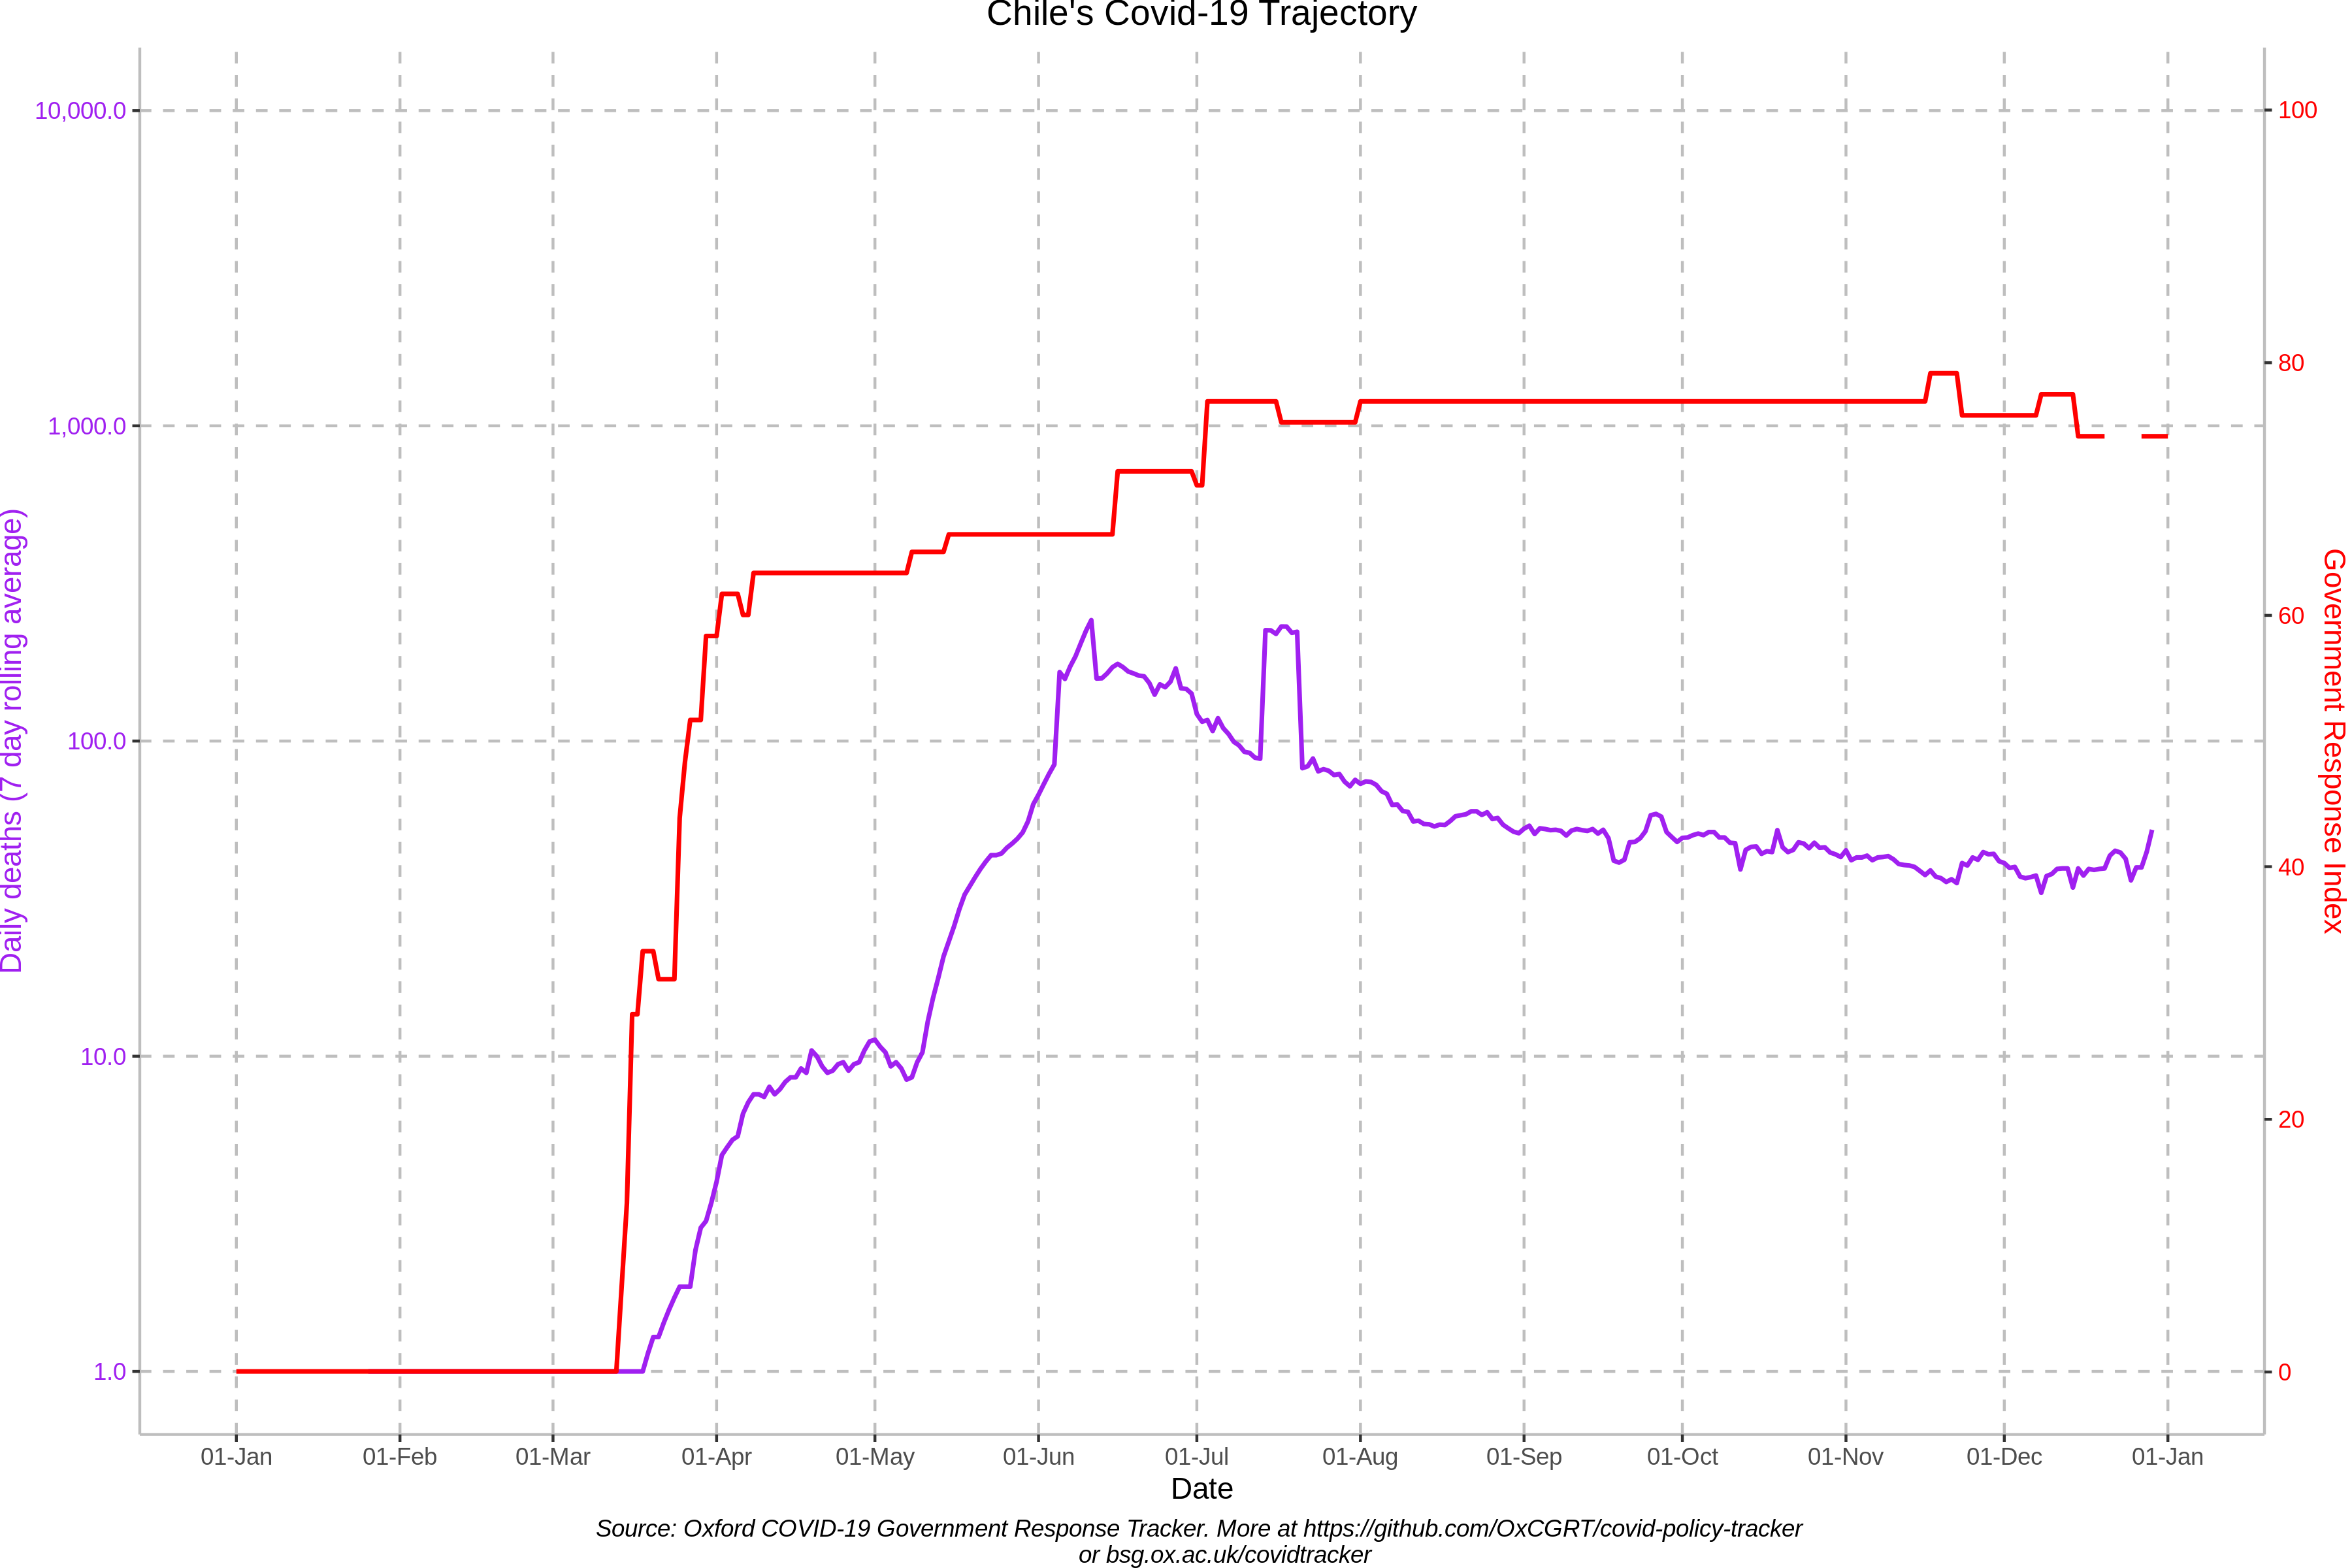 Chile's Covid-19 Trajectory
10,000.0
1,000.0
100.0
10.0
1.0
Daily deaths (7 day rolling average)
100
80
60
40
20
0
Government Response Index
01-Jan 01-Feb 01-Mar 01-Apr 01-May 01-Jun 01-Jul 01-Aug 01-Sep 01-Oct 01-Nov 01-Dec 01-Jan
Date
Source: Oxford COVID-19 Government Response Tracker. More at https://github.com/OxCGRT/covid-policy-tracker
or bsg.ox.ac.uk/covidtracker